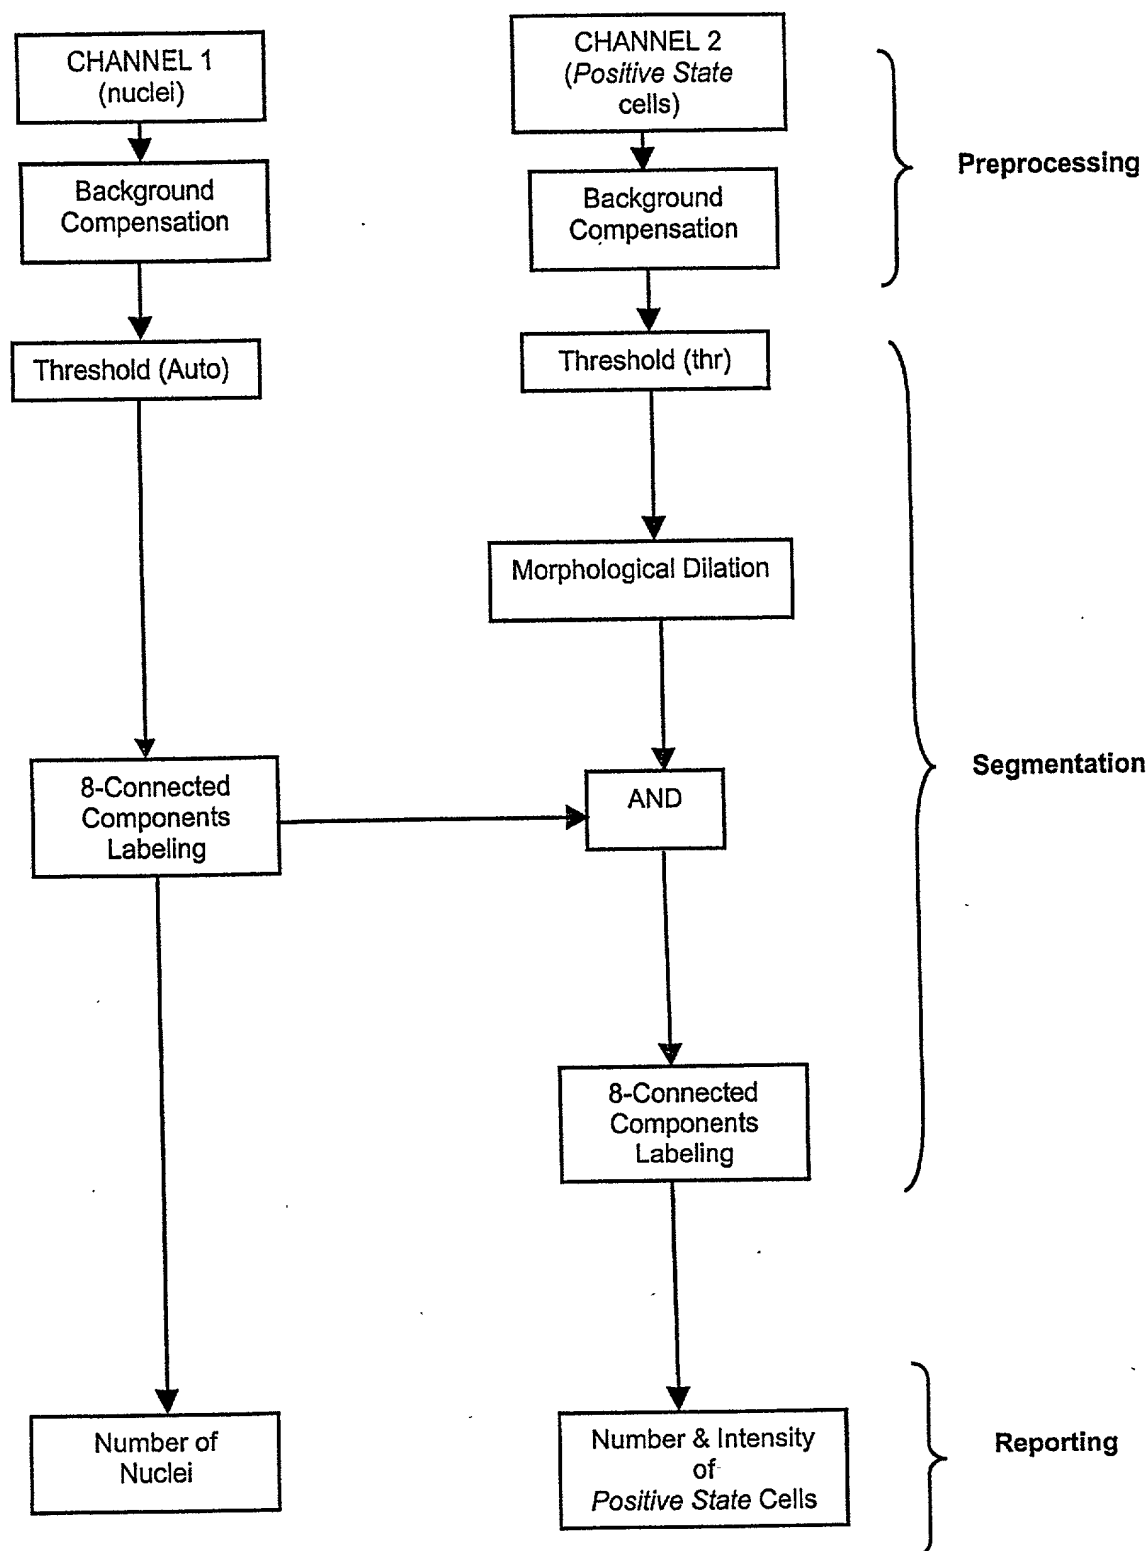 CHANNEL 1
(nuclei)
CHANNEL 2
(Positive State
cells)
Preprocessing
Background
Compensation
Background
Compensation
Threshold (Auto)
Threshold (thr)
Morphological Dilation
8-Connected
Components
Labeling
AND
Segmentation
8-Connected
Components
Labeling
Number of
Nuclei
Number & Intensity
of
Positive State Cells
Reporting